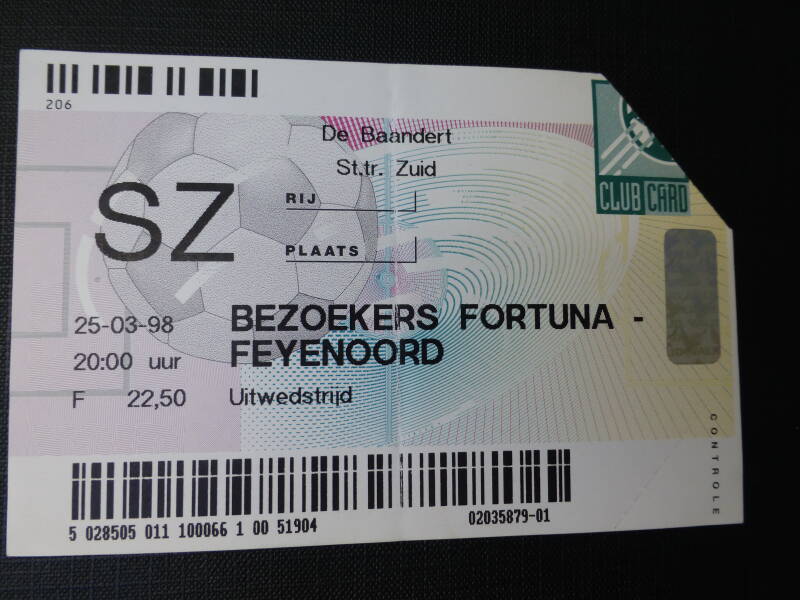 206
De Baandert
St.tr. Zuid
CLUB CARD
SZ
RIJ
PLAATS
25-03-98
BEZOEKERS FORTUNA -
FEYENOORD
20:00 uur
F 22,50
Uitwedstrijd
CONTROLE
5 028505 011 100066 1 00 51904
02035879-01